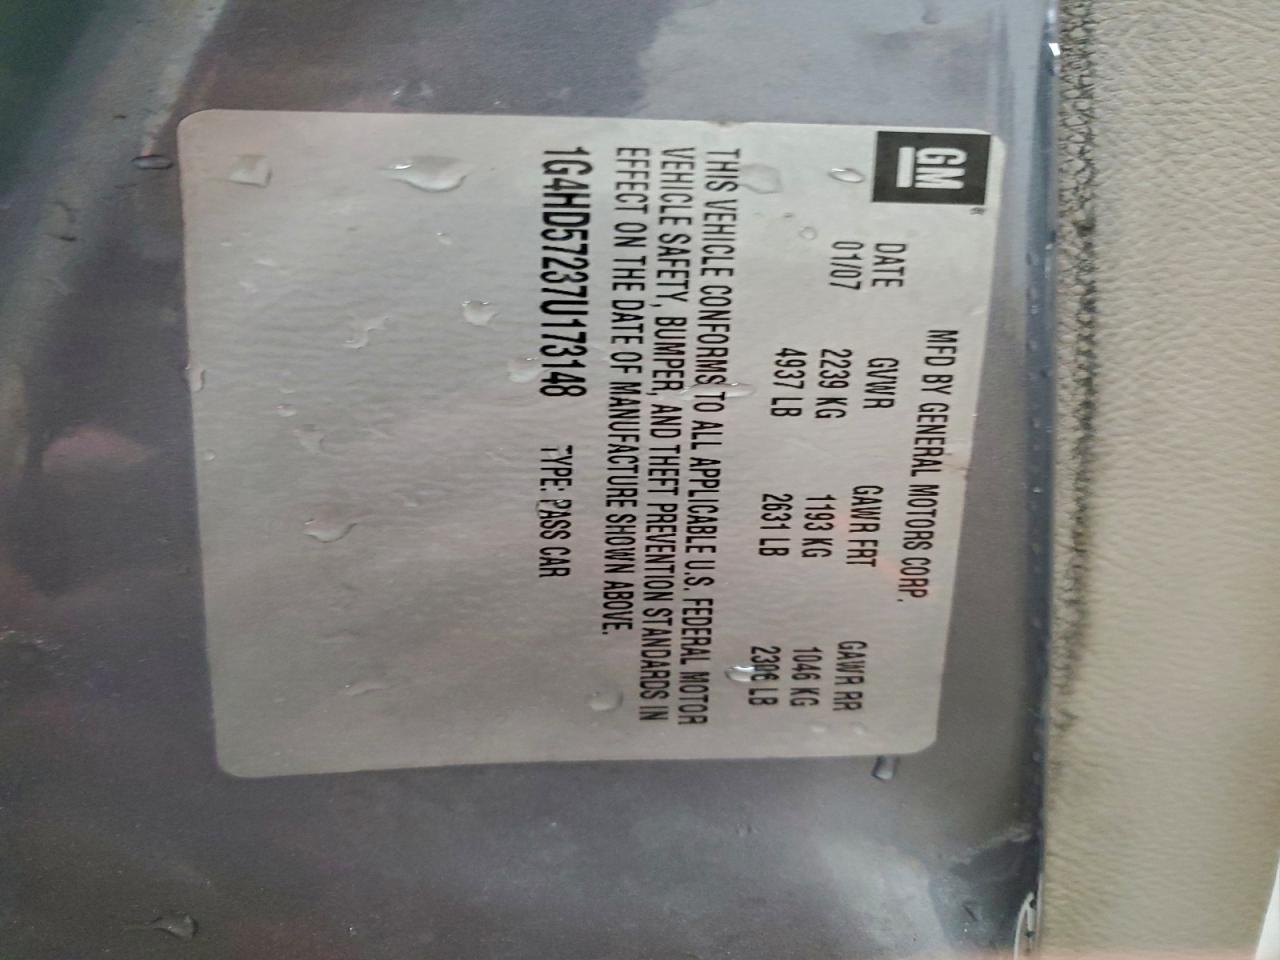 GM®
MFD BY GENERAL MOTORS CORP.
DATE GVWR GAWR FRT GAWR RR
01/07 2239 KG 1193 KG 1046 KG
4937 LB 2631 LB 2306 LB
THIS VEHICLE CONFORMS TO ALL APPLICABLE U.S. FEDERAL MOTOR
VEHICLE SAFETY, BUMPER, AND THEFT PREVENTION STANDARDS IN
EFFECT ON THE DATE OF MANUFACTURE SHOWN ABOVE.
1G4HD57237U173148 TYPE: PASS CAR